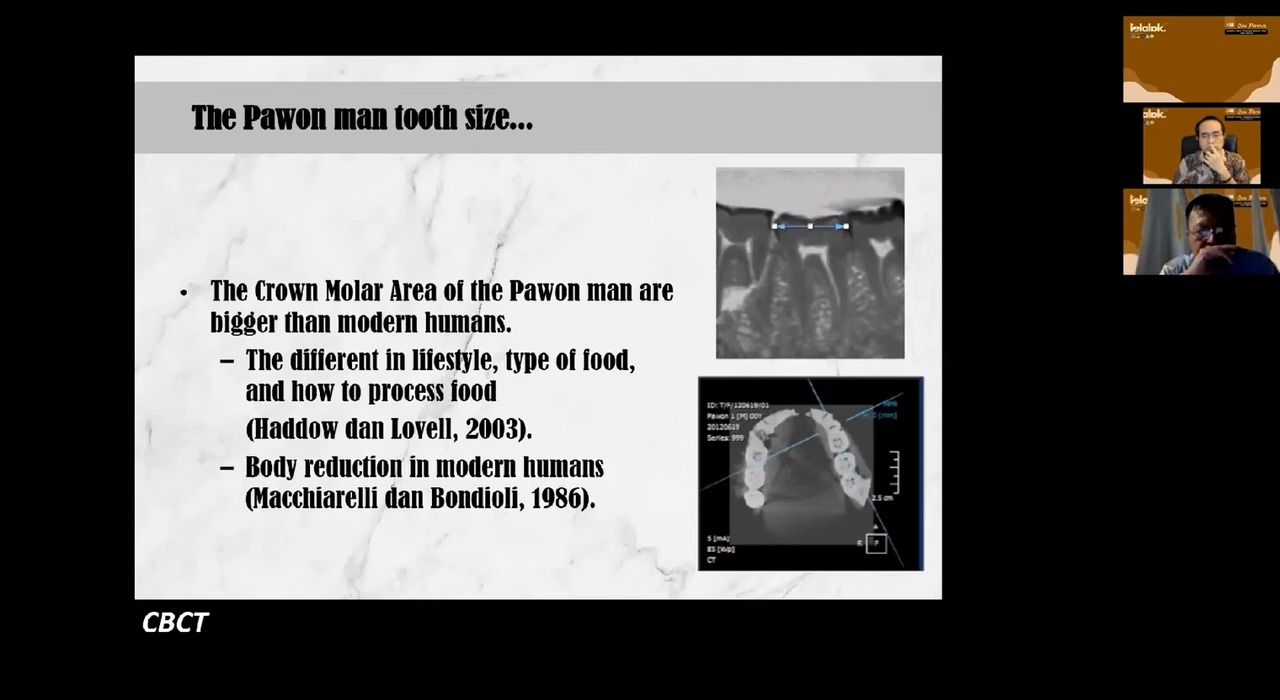 The Pawon man tooth size...
• The Crown Molar Area of the Pawon man are
bigger than modern humans.
– The different in lifestyle, type of food,
and how to process food
(Haddow dan Lovell, 2003).
– Body reduction in modern humans
(Macchiarelli dan Bondioli, 1986).
ID: T/F/120619/01
Pawon 1 [M] 00Y
20120619
Series: 999
2.5 cm
5 [mA]
85 [kVp]
CT
R F
CBCT